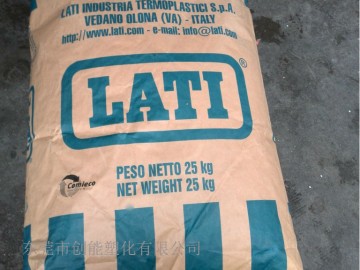 LATI INDUSTRIA TERMOPLASTICI S.p.A.
VEDANO OLONA (VA) - ITALY
http://www.lati.com - e-mail: info@lati.com
LATI
®
PESO NETTO 25 kg
NET WEIGHT 25 kg
Comieco
东莞市创能塑化有限公司